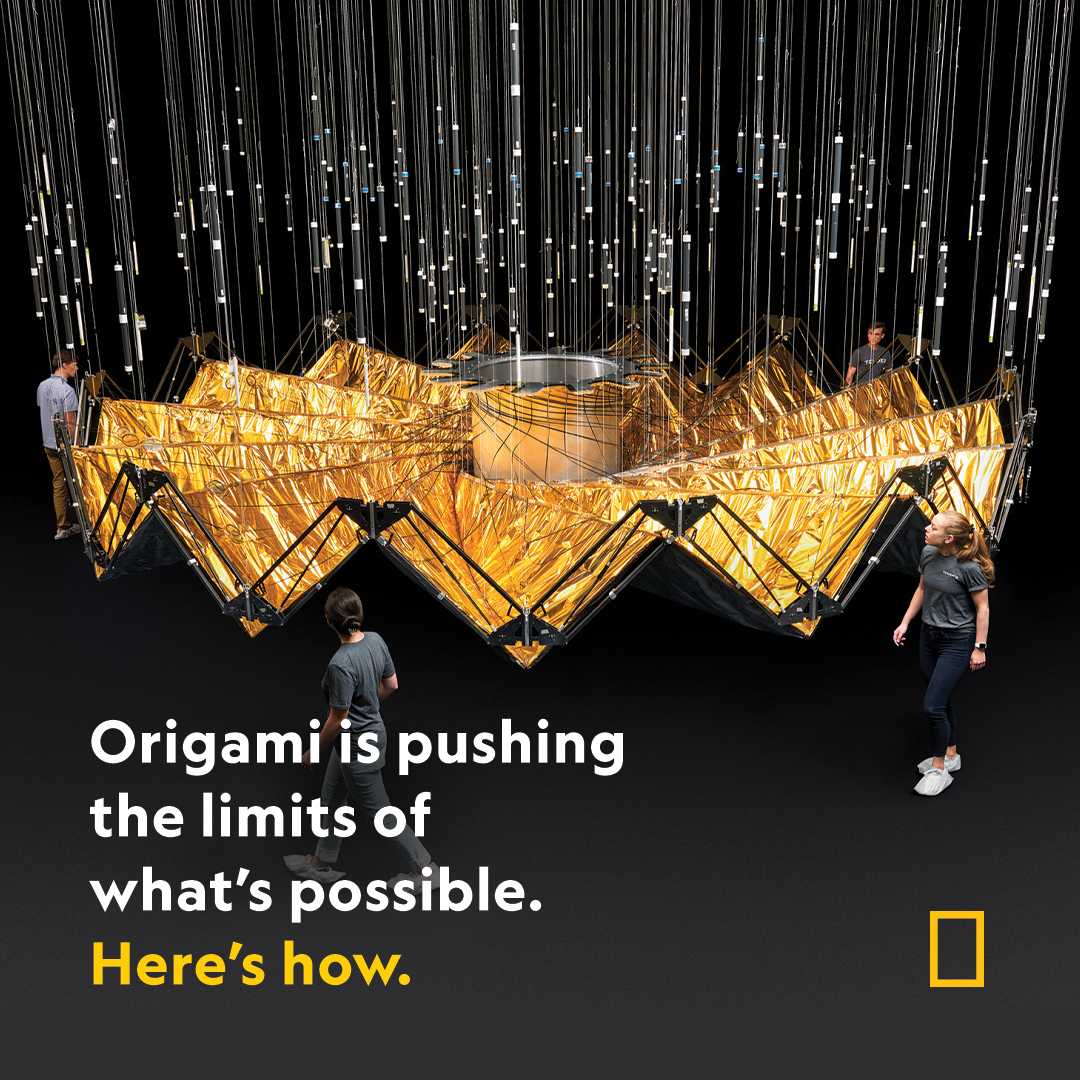 Origami is pushing
the limits of
what's possible.
Here's how.